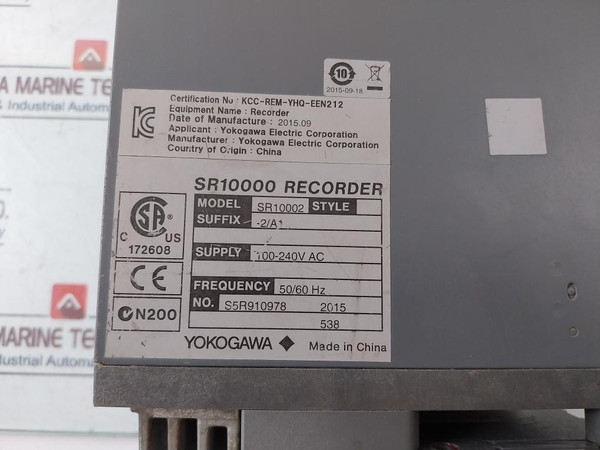 10
2015-09-18
Certification No : KCC-REM-YHQ-EEN212
Equipment Name : Recorder
Date of Manufacture : 2015.09
Applicant : Yokogawa Electric Corporation
Manufacturer : Yokogawa Electric Corporation
Country of Origin : China
SR10000 RECORDER
MODEL SR10002 STYLE
SUFFIX -2/A1
SUPPLY 100-240V AC
FREQUENCY 50/60 Hz
NO. S5R910978 2015
538
C US
172608
CE
N200
YOKOGAWA Made in China
MARINE TE
& Industrial Automa
MARINE TE
ndustrial Automati